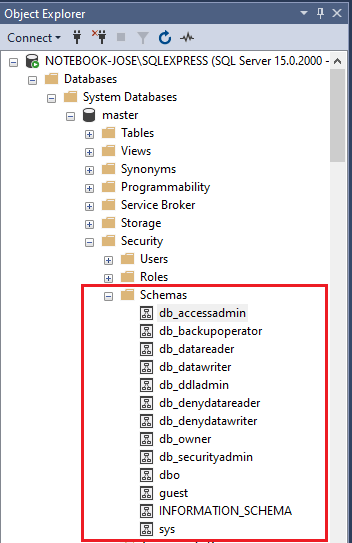 Object Explorer
Connect
NOTEBOOK-JOSE\SQLEXPRESS (SQL Server 15.0.2000 -
Databases
System Databases
master
Tables
Views
Synonyms
Programmability
Service Broker
Storage
Security
Users
Roles
Schemas
db_accessadmin
db_backupoperator
db_datareader
db_datawriter
db_ddladmin
db_denydatareader
db_denydatawriter
db_owner
db_securityadmin
dbo
guest
INFORMATION_SCHEMA
sys